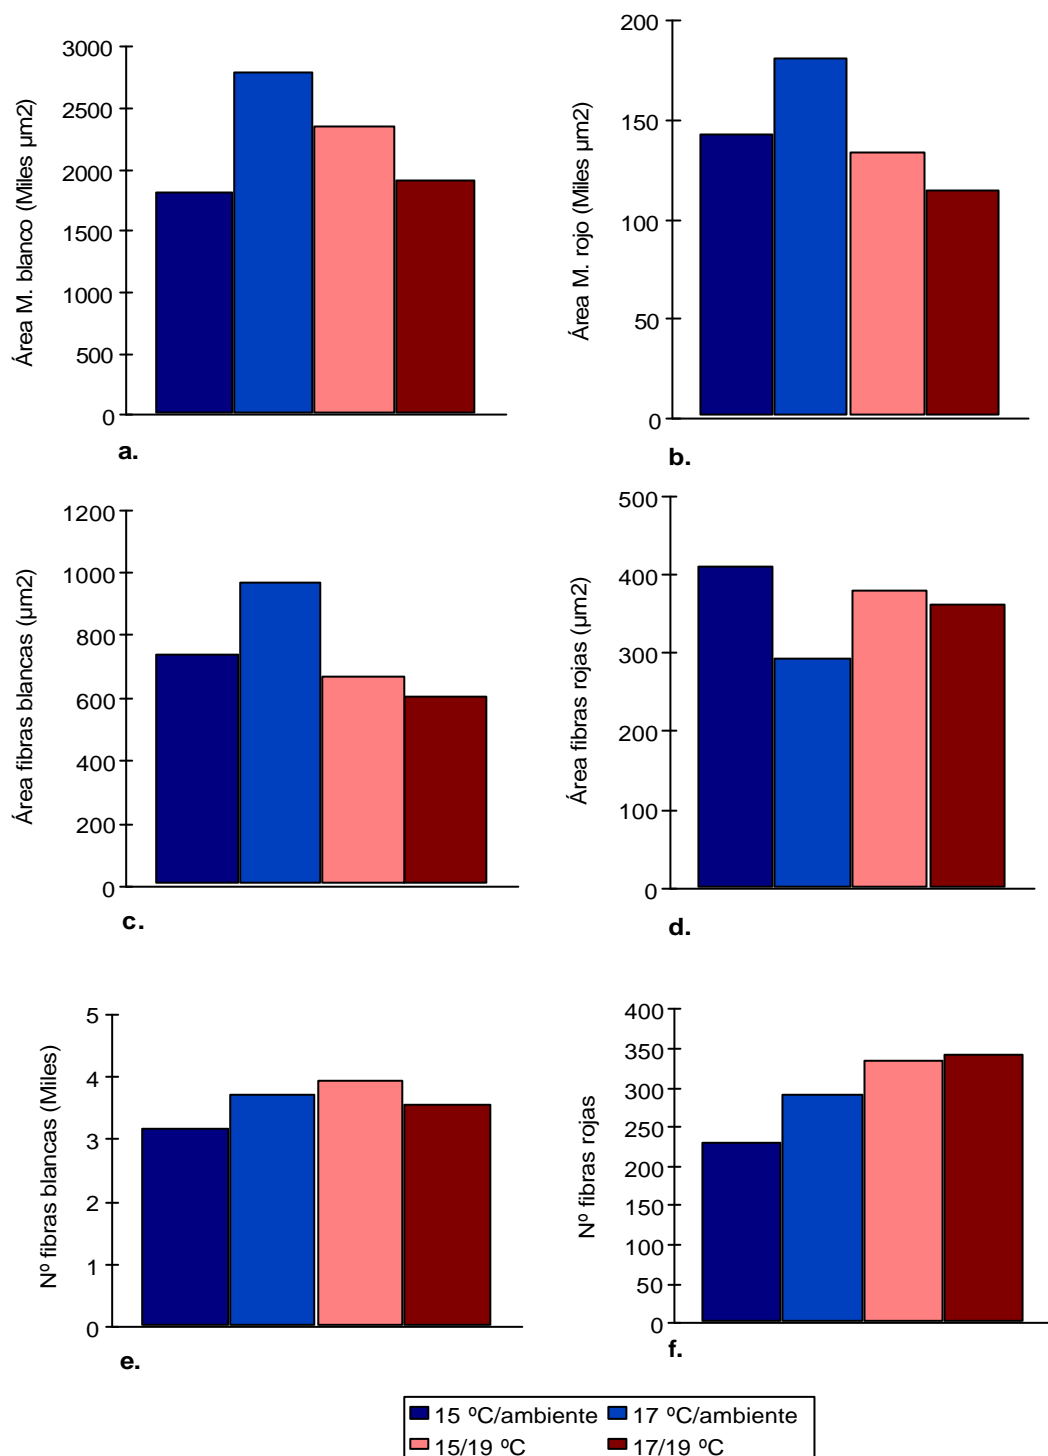 Área M. blanco (Miles µm2)
3000
2500
2000
1500
1000
500
0
a.
Área M. rojo (Miles µm2)
200
150
100
50
0
b.
Área fibras blancas (µm2)
1200
1000
800
600
400
200
0
c.
Área fibras rojas (µm2)
500
400
300
200
100
0
d.
Nº fibras blancas (Miles)
5
4
3
2
1
0
e.
Nº fibras rojas
400
350
300
250
200
150
100
50
0
f.
15 ºC/ambiente
17 ºC/ambiente
15/19 ºC
17/19 ºC